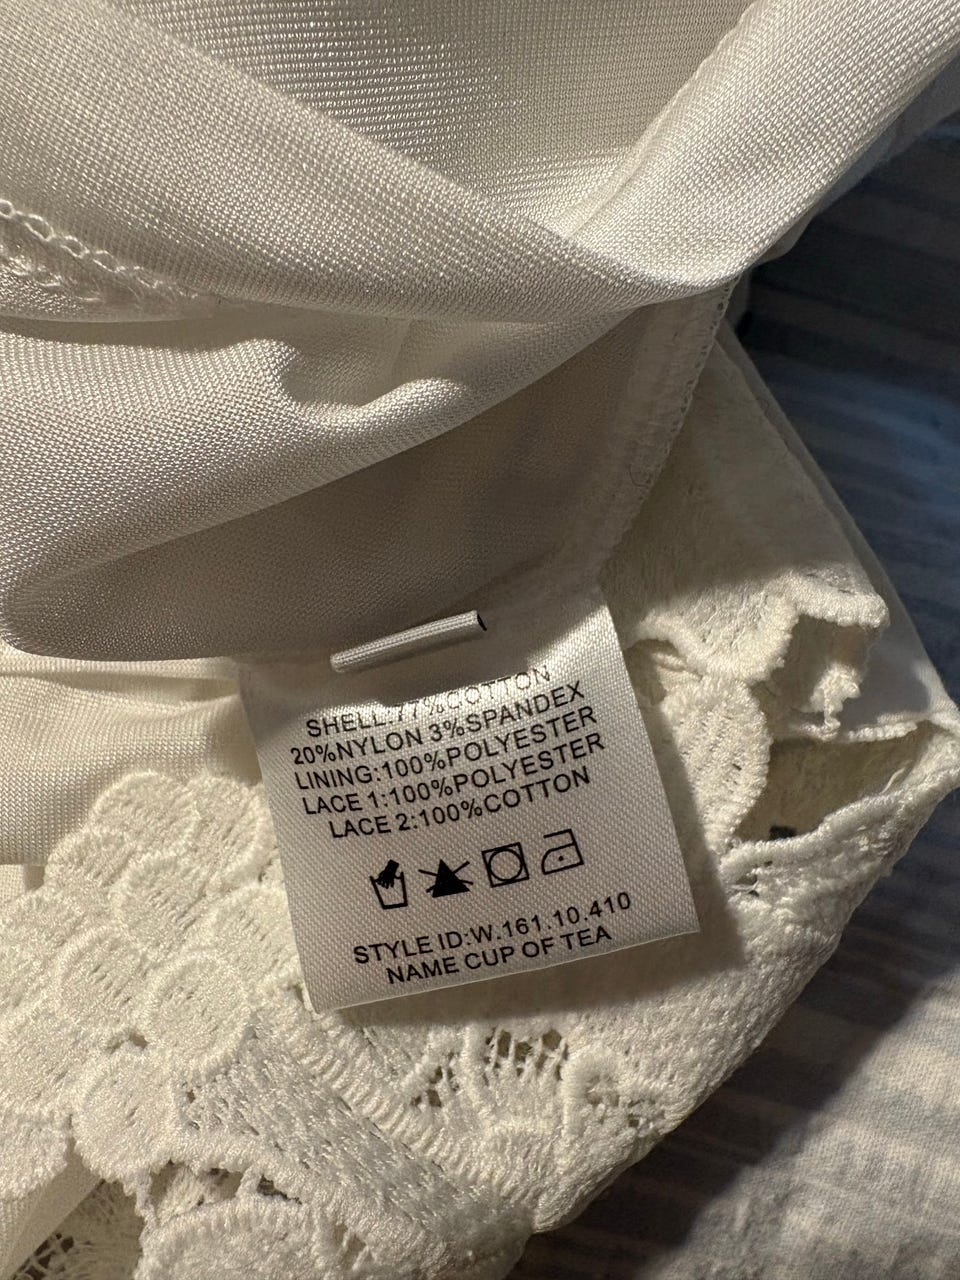 SHELL:77%COTTON
20%NYLON 3%SPANDEX
LINING:100%POLYESTER
LACE 1:100%POLYESTER
LACE 2:100%COTTON
STYLE ID:W.161.10.410
NAME CUP OF TEA